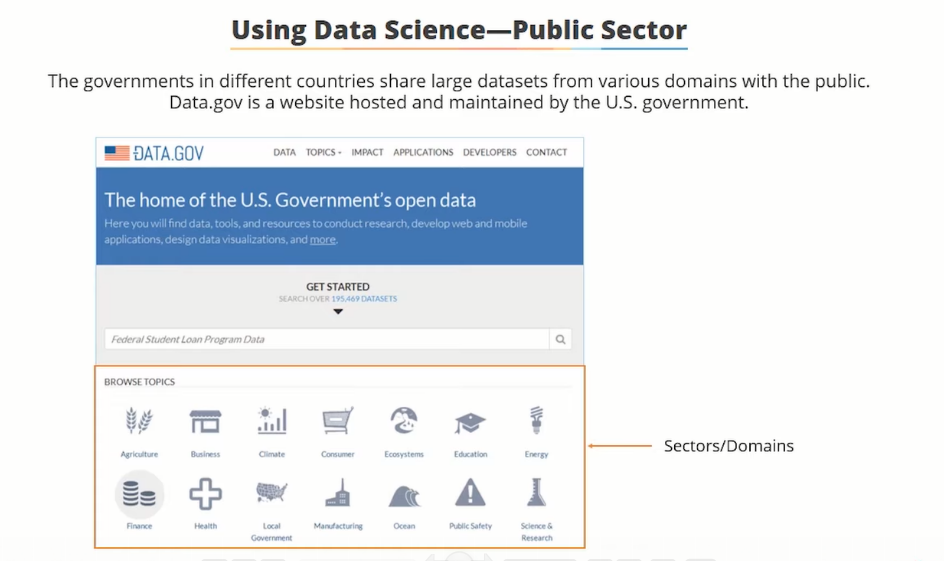 Using Data Science—Public Sector
The governments in different countries share large datasets from various domains with the public.
Data.gov is a website hosted and maintained by the U.S. government.
DATA.GOV
DATA TOPICS IMPACT APPLICATIONS DEVELOPERS CONTACT
The home of the U.S. Government's open data
Here you will find data, tools, and resources to conduct research, develop web and mobile
applications, design data visualizations, and more.
GET STARTED
SEARCH OVER 195,469 DATASETS
Federal Student Loan Program Data
BROWSE TOPICS
Agriculture Business Climate Consumer Ecosystems Education Energy
Sectors/Domains
Finance Health Local Government Manufacturing Ocean Public Safety Science & Research